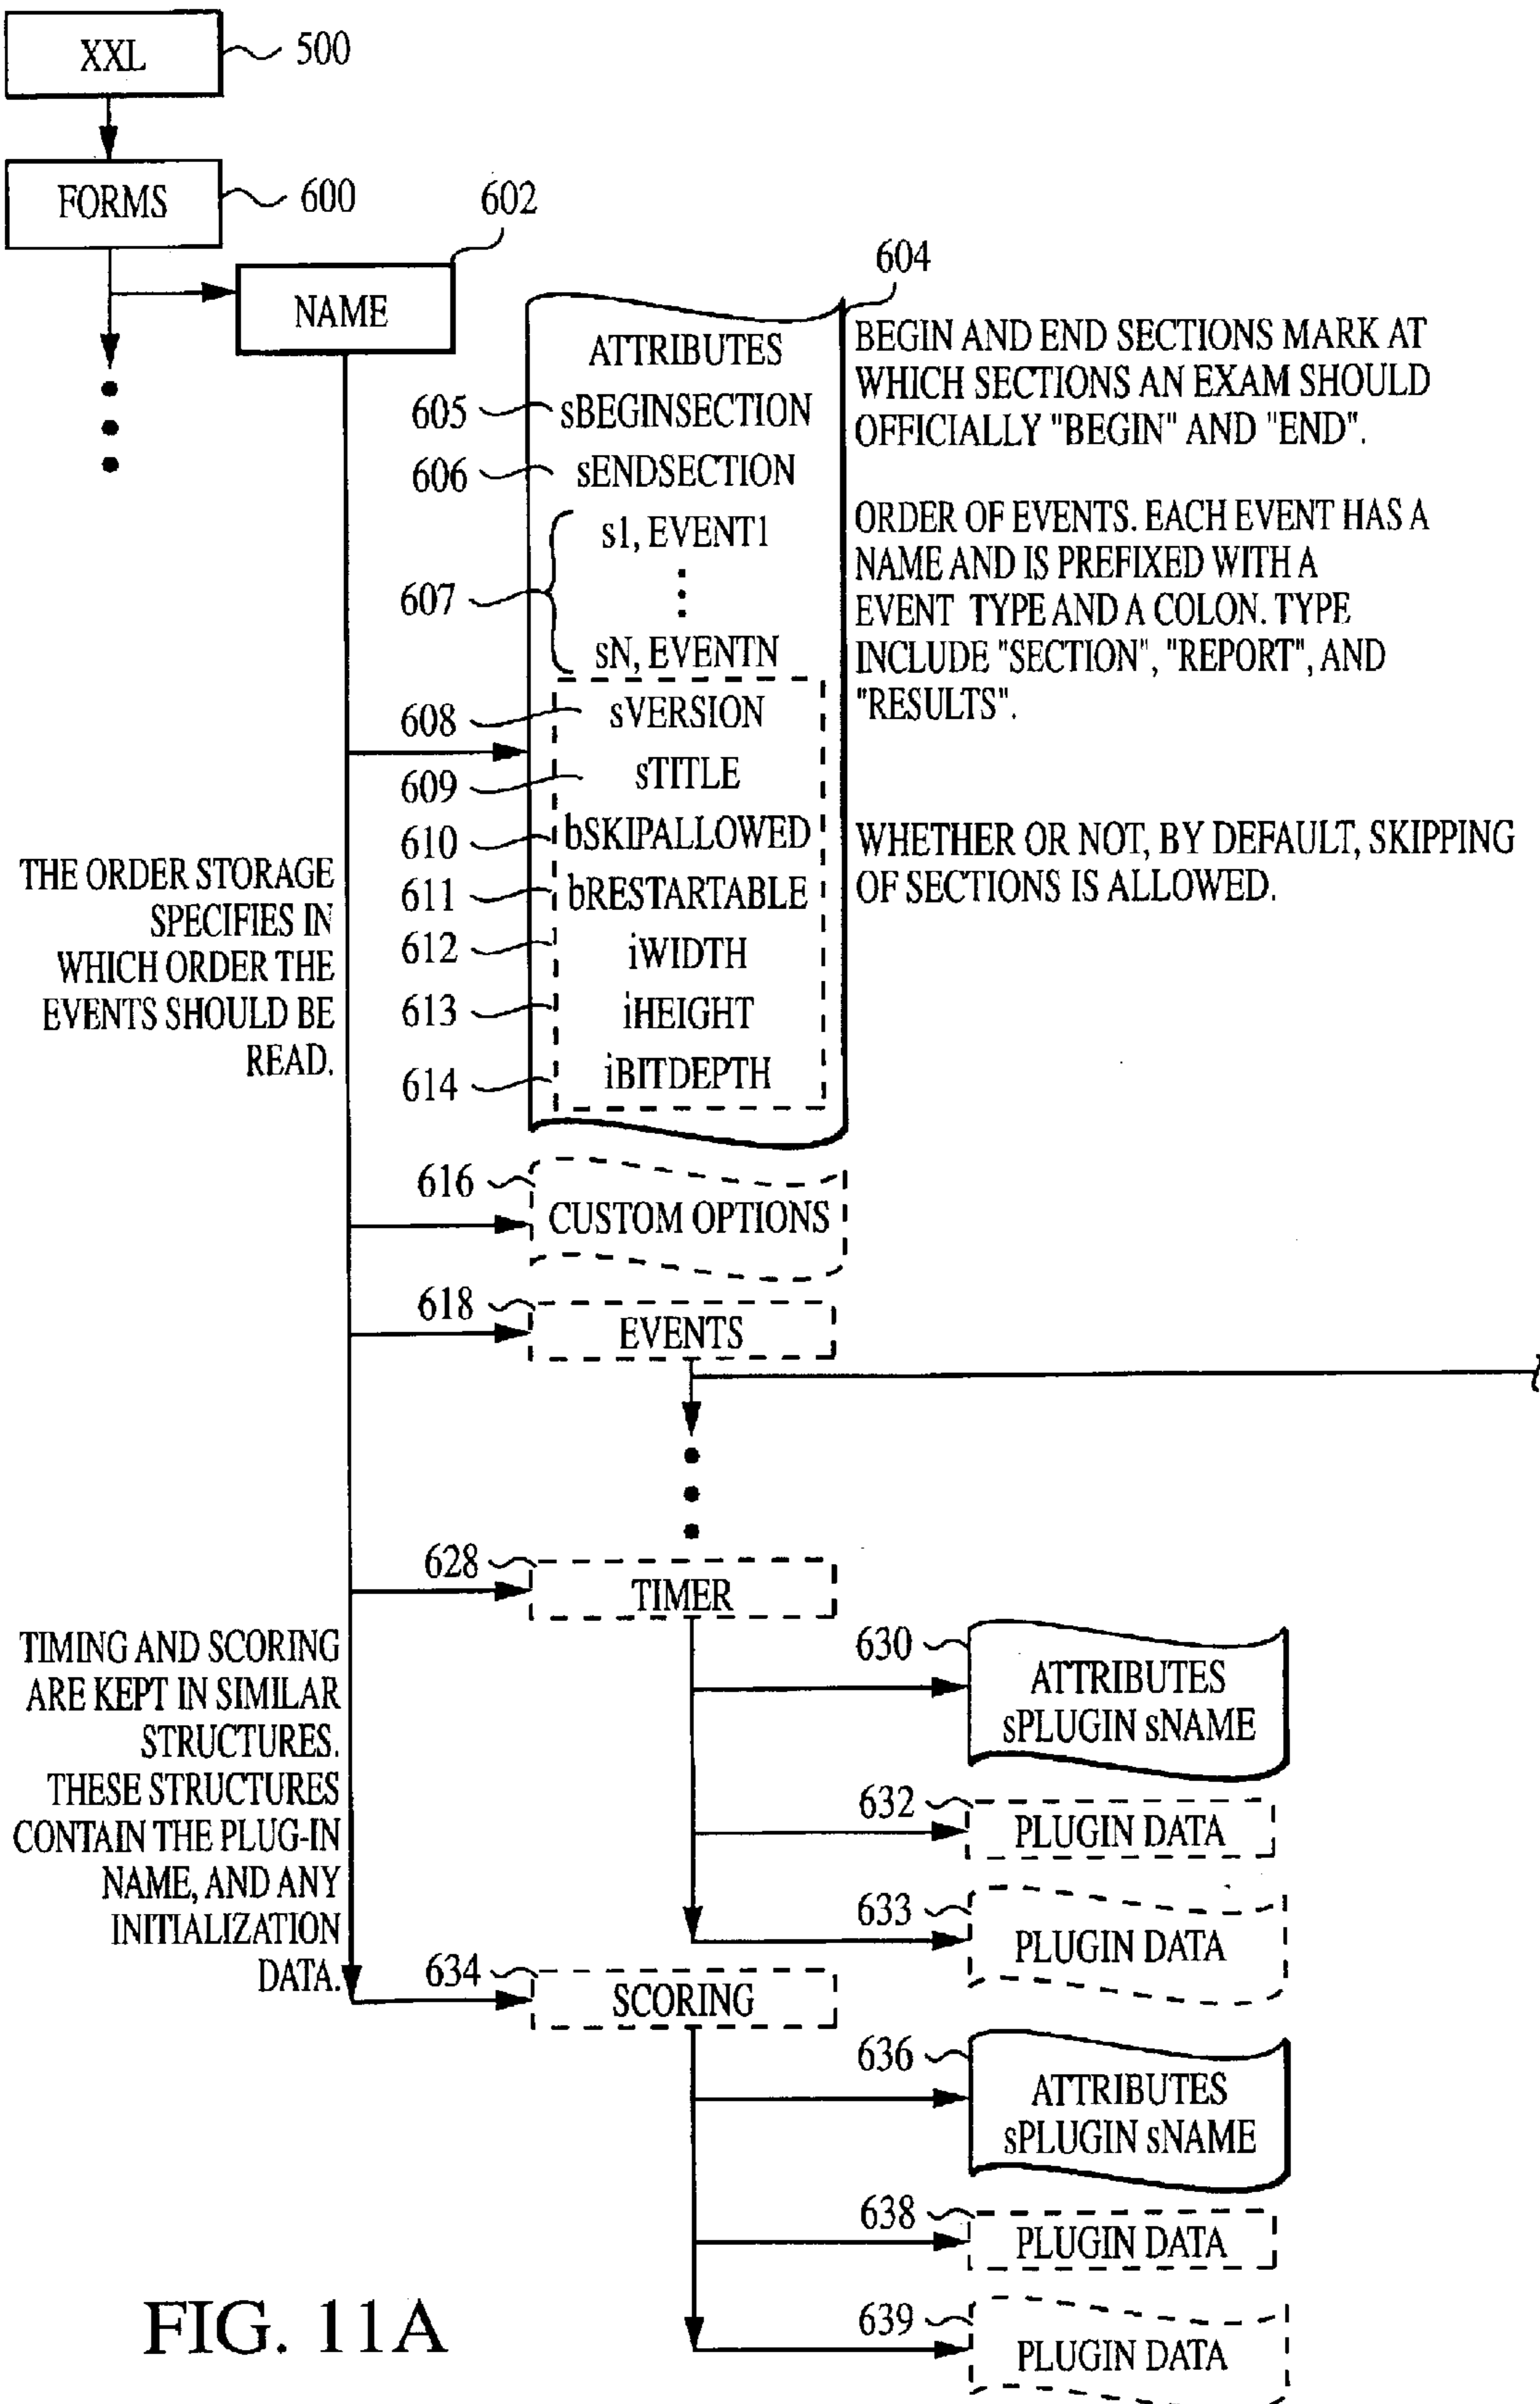 XXL
500
FORMS
600
602
NAME
604
ATTRIBUTES
605
sBEGINSECTION
606
sENDSECTION
s1, EVENT1
607
sN, EVENTN
608
sVERSION
609
sTITLE
610
bSKIPALLOWED
611
bRESTARTABLE
612
iWIDTH
613
iHEIGHT
614
iBITDEPTH
BEGIN AND END SECTIONS MARK AT
WHICH SECTIONS AN EXAM SHOULD
OFFICIALLY "BEGIN" AND "END".
ORDER OF EVENTS. EACH EVENT HAS A
NAME AND IS PREFIXED WITH A
EVENT TYPE AND A COLON. TYPE
INCLUDE "SECTION", "REPORT", AND
"RESULTS".
WHETHER OR NOT, BY DEFAULT, SKIPPING
OF SECTIONS IS ALLOWED.
THE ORDER STORAGE
SPECIFIES IN
WHICH ORDER THE
EVENTS SHOULD BE
READ.
616
CUSTOM OPTIONS
618
EVENTS
628
TIMER
630
ATTRIBUTES
sPLUGIN sNAME
632
PLUGIN DATA
633
PLUGIN DATA
TIMING AND SCORING
ARE KEPT IN SIMILAR
STRUCTURES.
THESE STRUCTURES
CONTAIN THE PLUG-IN
NAME, AND ANY
INITIALIZATION
DATA.
634
SCORING
636
ATTRIBUTES
sPLUGIN sNAME
638
PLUGIN DATA
639
PLUGIN DATA
FIG. 11A